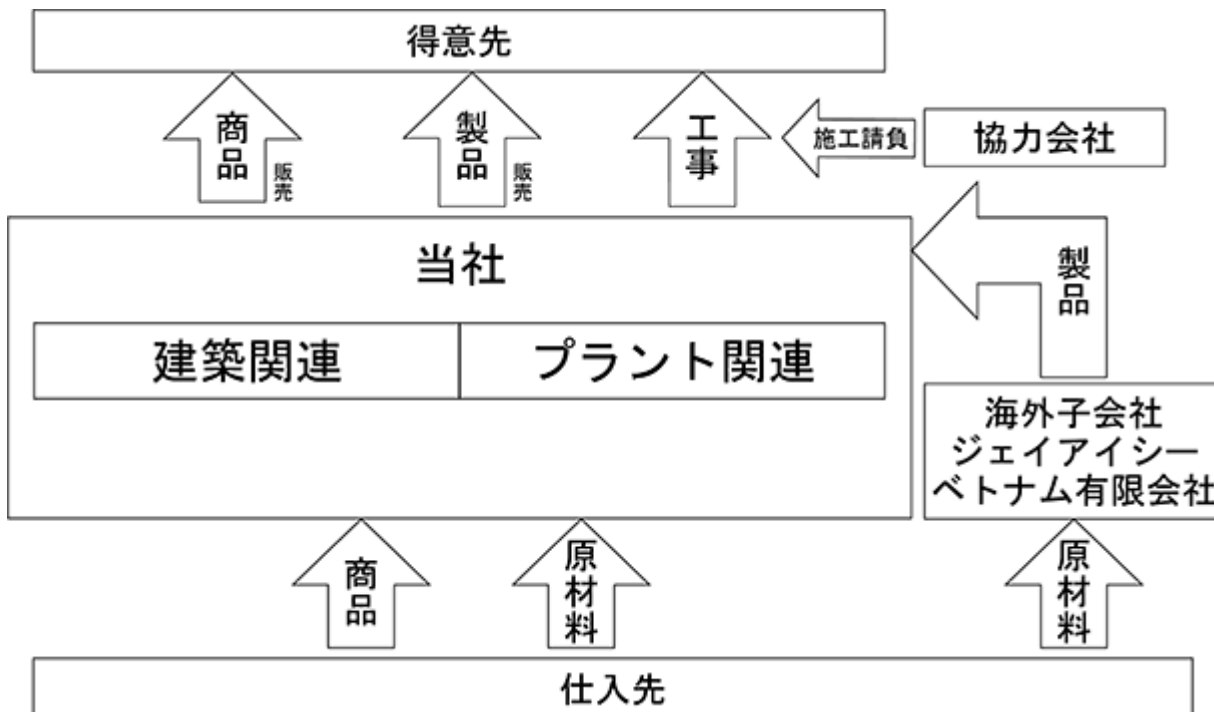 得意先
商品
販売
製品
販売
工事
施工請負
協力会社
当社
製品
建築関連
プラント関連
海外子会社
ジェイアイシー
ベトナム有限会社
商品
原材料
原材料
仕入先